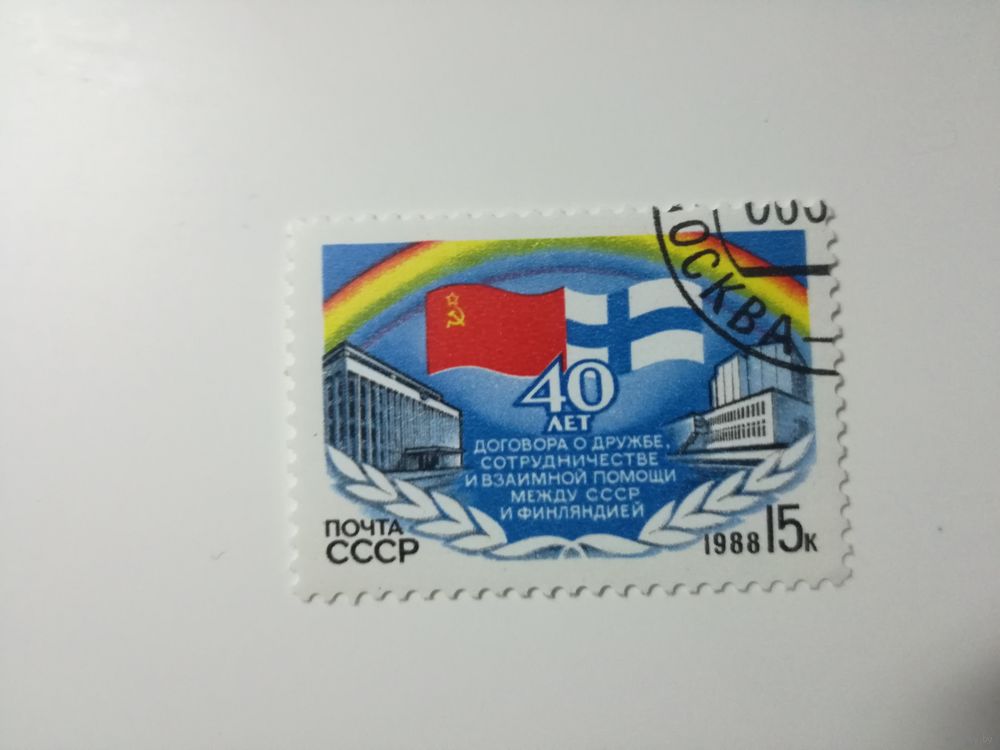 ОСКВА
40
ЛЕТ
ДОГОВОРА О ДРУЖБЕ,
СОТРУДНИЧЕСТВЕ
И ВЗАИМНОЙ ПОМОЩИ
МЕЖДУ СССР
И ФИНЛЯНДИЕЙ
ПОЧТА
СССР
1988 15К